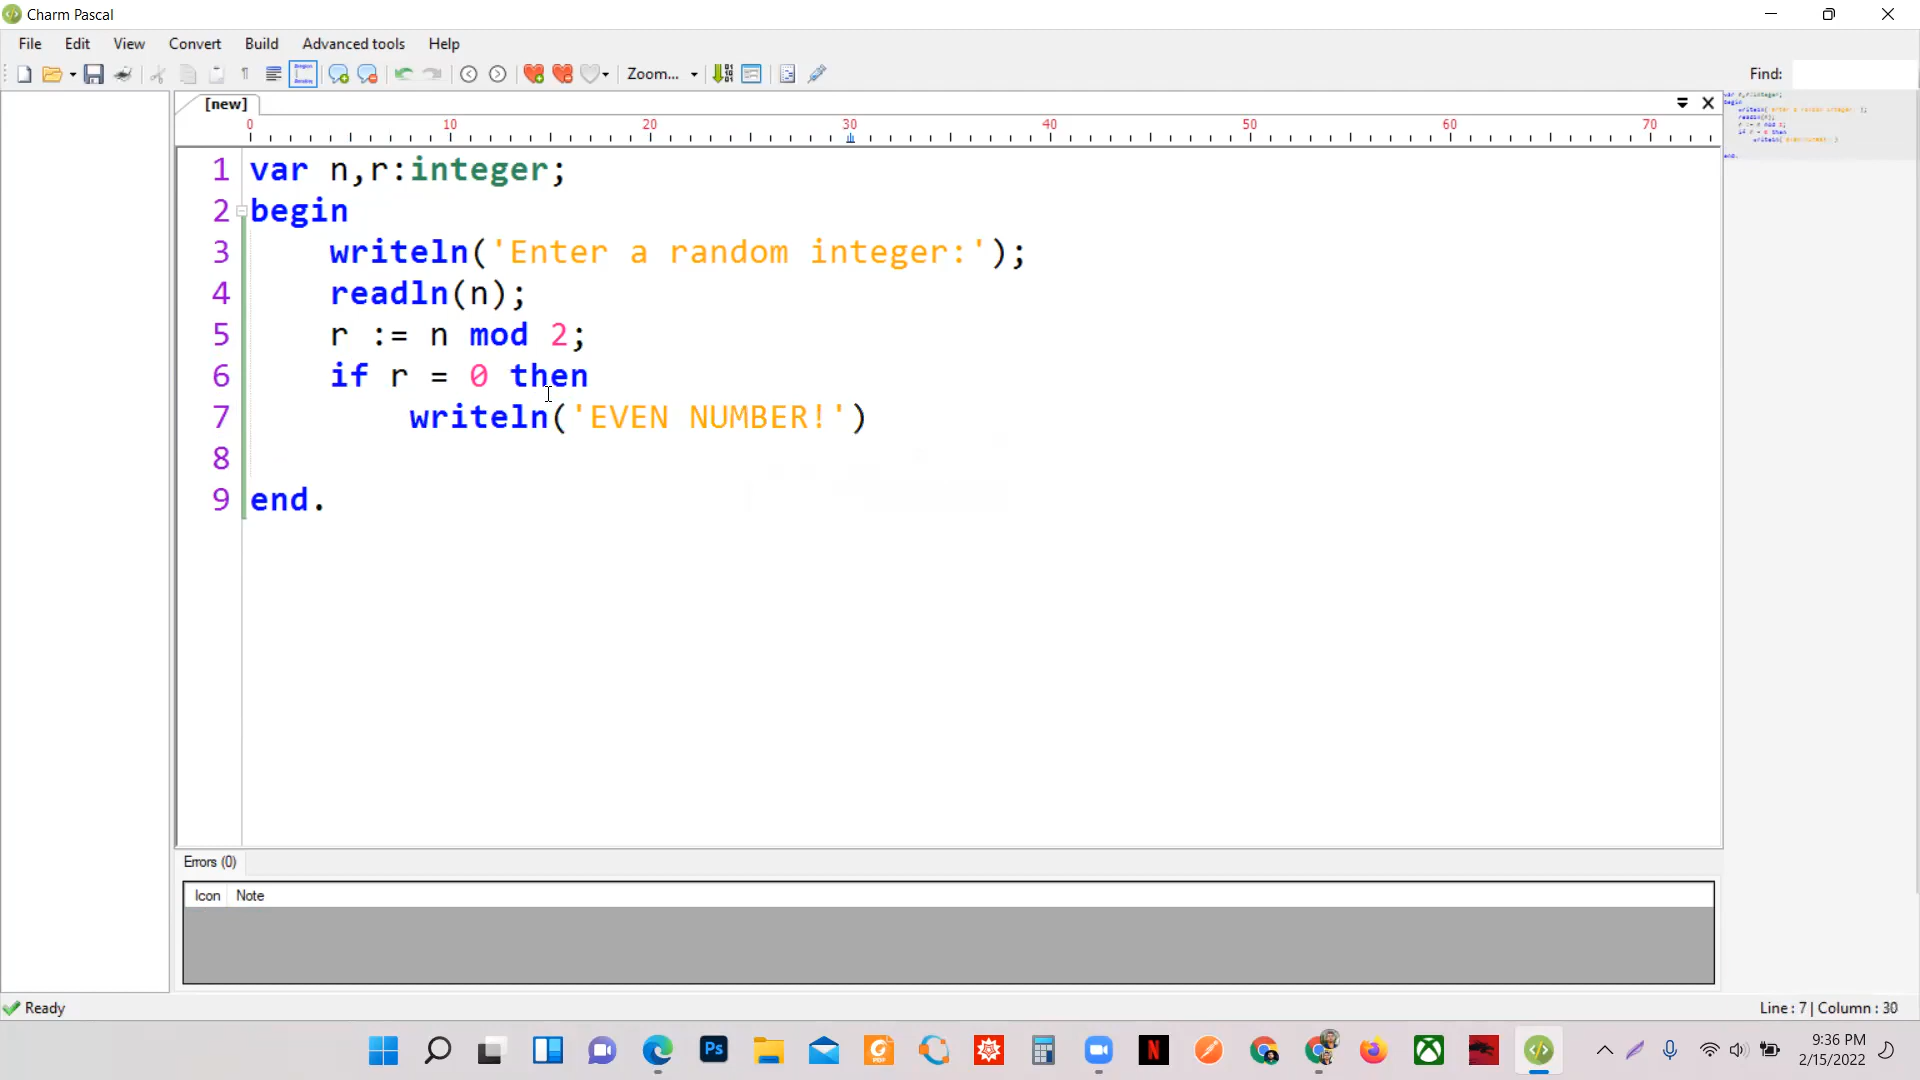 Charm Pascal
File Edit View Convert Build Advanced tools Help
Zoom... Find:
[new]
0 10 20 30 40 50 60 70
1 var n,r:integer;
2 begin
3 writeln('Enter a random integer:');
4 readln(n);
5 r := n mod 2;
6 if r = 0 then
7 writeln('EVEN NUMBER!')
8
9 end.
Errors (0)
Icon Note
Ready
Line : 7 | Column : 30
Ps
N
9:36 PM
2/15/2022